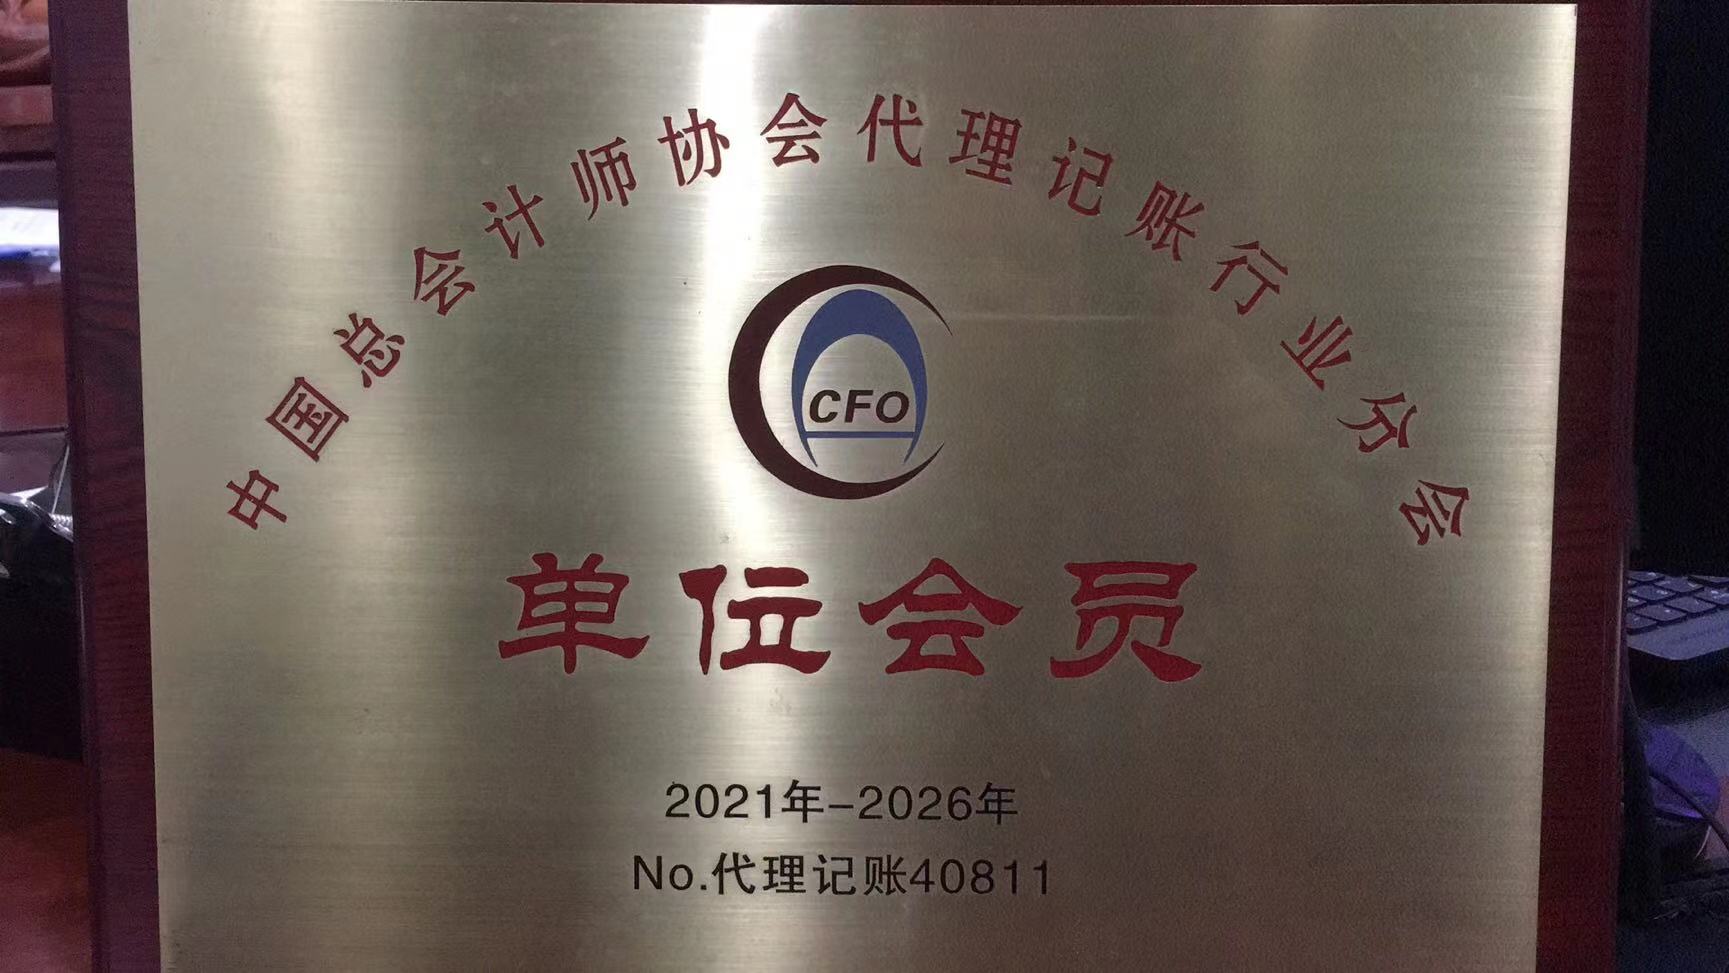 中国总会计师协会代理记账行业分会
CFO
单位会员
2021年-2026年
No.代理记账40811